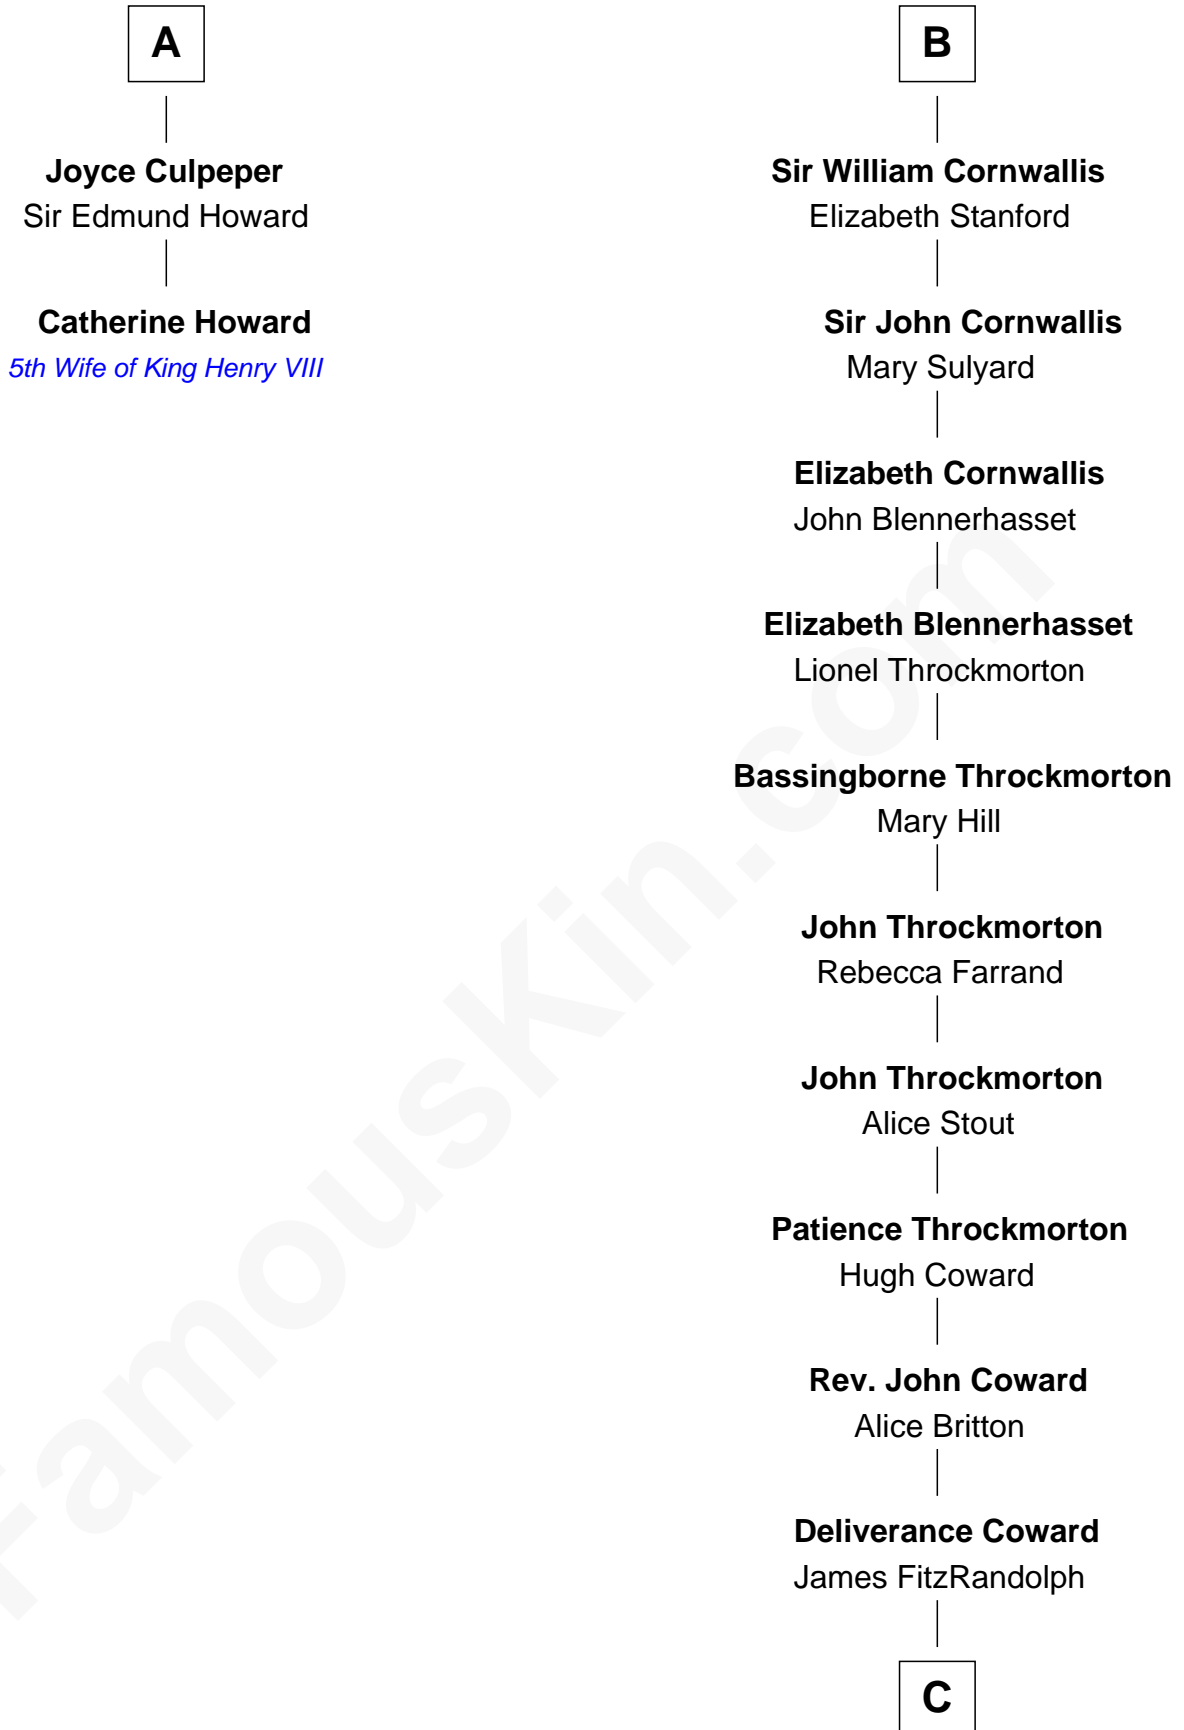 A
Joyce Culpeper
Sir Edmund Howard
Catherine Howard
5th Wife of King Henry VIII
B
Sir William Cornwallis
Elizabeth Stanford
Sir John Cornwallis
Mary Sulyard
Elizabeth Cornwallis
John Blennerhasset
Elizabeth Blennerhasset
Lionel Throckmorton
Bassingborne Throckmorton
Mary Hill
John Throckmorton
Rebecca Farrand
John Throckmorton
Alice Stout
Patience Throckmorton
Hugh Coward
Rev. John Coward
Alice Britton
Deliverance Coward
James FitzRandolph
C
FamousKin.com